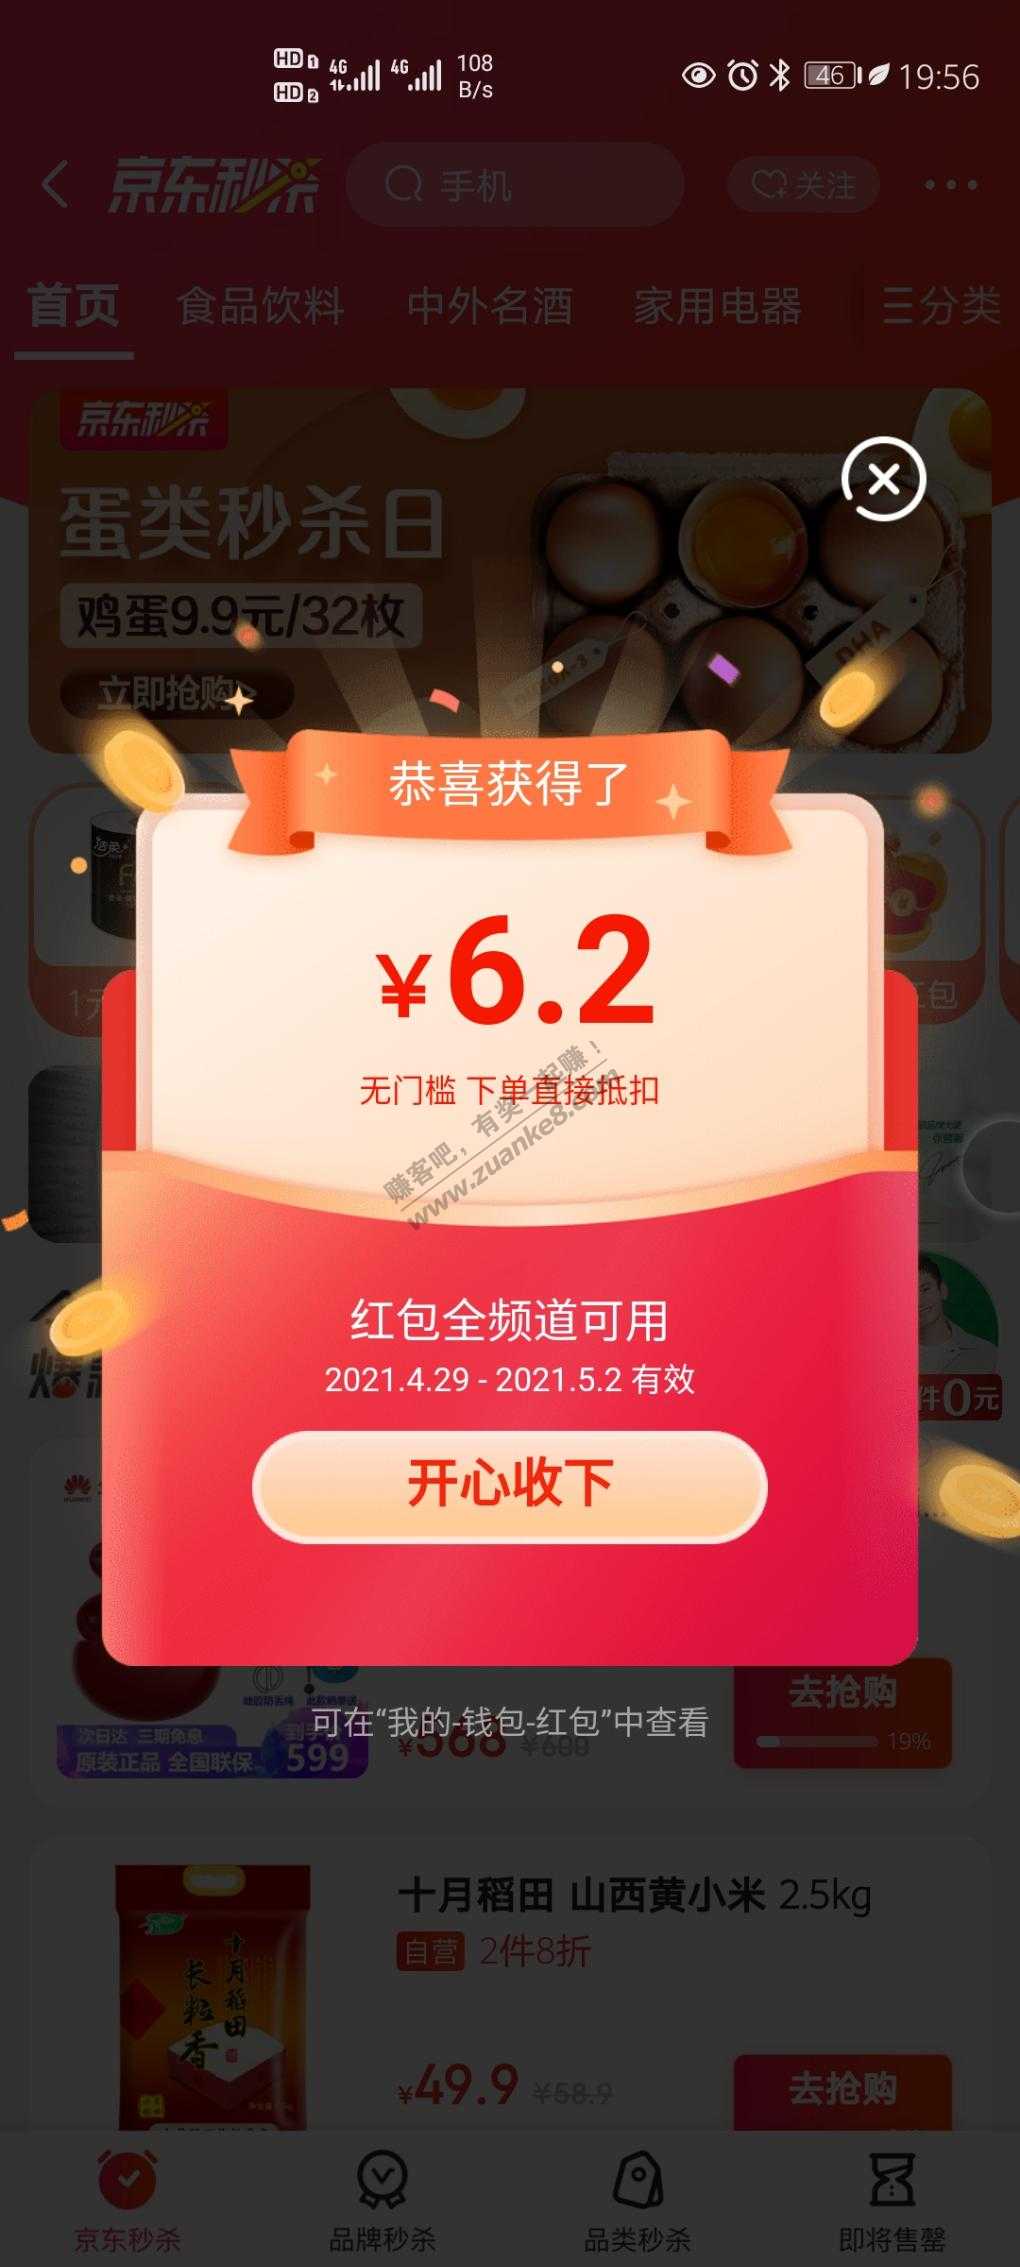 HD 1 4G 4G 108
HD 2 B/s
46 19:56
京东秒杀 手机 关注
首页 食品饮料 中外名酒 家用电器 分类
京东秒杀
蛋类秒杀日
鸡蛋9.9元/32枚
立即抢购>
DHA
恭喜获得了
¥6.2
无门槛 下单直接抵扣
赚客吧，有奖一起赚！
www.zuanke8.com
红包全频道可用
2021.4.29 - 2021.5.2 有效
开心收下
件0元
可在“我的-钱包-红包”中查看
次日达 三期免息
原装正品 全国联保
到手
599
¥568 ¥608
去抢购
19%
十月稻田 山西黄小米 2.5kg
自营 2件8折
十月稻田
长粒香
¥49.9 ¥58.9
去抢购
京东秒杀 品牌秒杀 品类秒杀 即将售罄